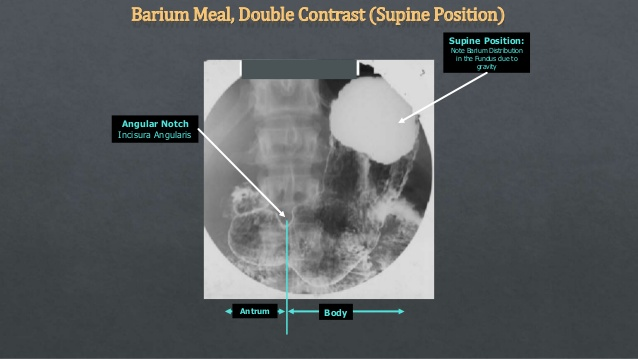 Barium Meal, Double Contrast (Supine Position)
Supine Position:
Note Barium Distribution
in the Fundus due to
gravity
Angular Notch
Incisura Angularis
Antrum
Body